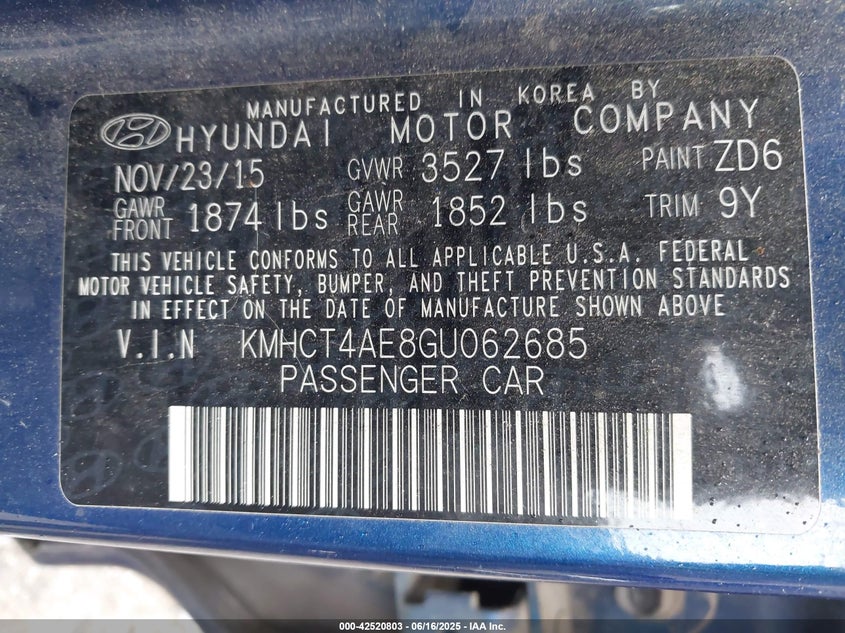 MANUFACTURED IN KOREA BY
HYUNDAI MOTOR COMPANY
NOV/23/15 GVWR 3527 lbs PAINT ZD6
GAWR FRONT 1874 lbs GAWR REAR 1852 lbs TRIM 9Y
THIS VEHICLE CONFORMS TO ALL APPLICABLE U.S.A. FEDERAL
MOTOR VEHICLE SAFETY, BUMPER, AND THEFT PREVENTION STANDARDS
IN EFFECT ON THE DATE OF MANUFACTURE SHOWN ABOVE
V.I.N KMHCT4AE8GU062685
PASSENGER CAR
000-42520803 - 06/16/2025 - IAA Inc.